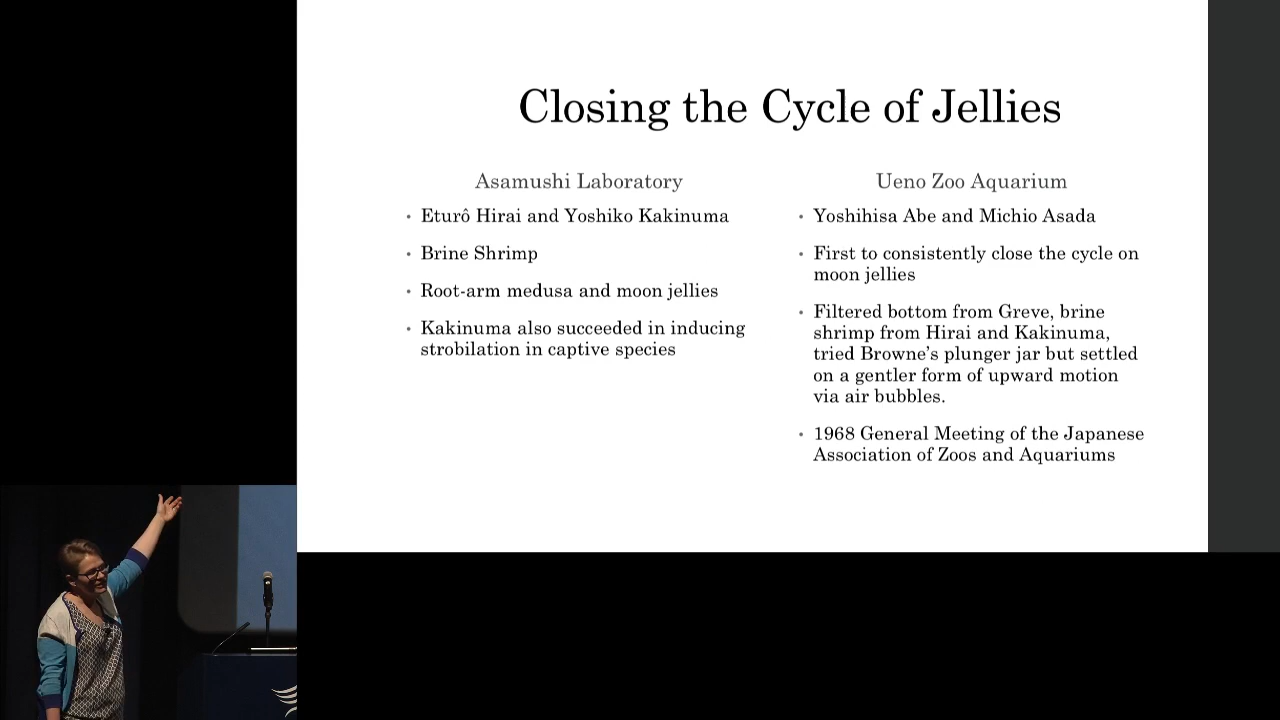 Closing the Cycle of Jellies
Asamushi Laboratory
• Eturô Hirai and Yoshiko Kakinuma
• Brine Shrimp
• Root-arm medusa and moon jellies
• Kakinuma also succeeded in inducing
strobilation in captive species
Ueno Zoo Aquarium
• Yoshihisa Abe and Michio Asada
• First to consistently close the cycle on
moon jellies
• Filtered bottom from Greve, brine
shrimp from Hirai and Kakinuma,
tried Browne’s plunger jar but settled
on a gentler form of upward motion
via air bubbles.
• 1968 General Meeting of the Japanese
Association of Zoos and Aquariums